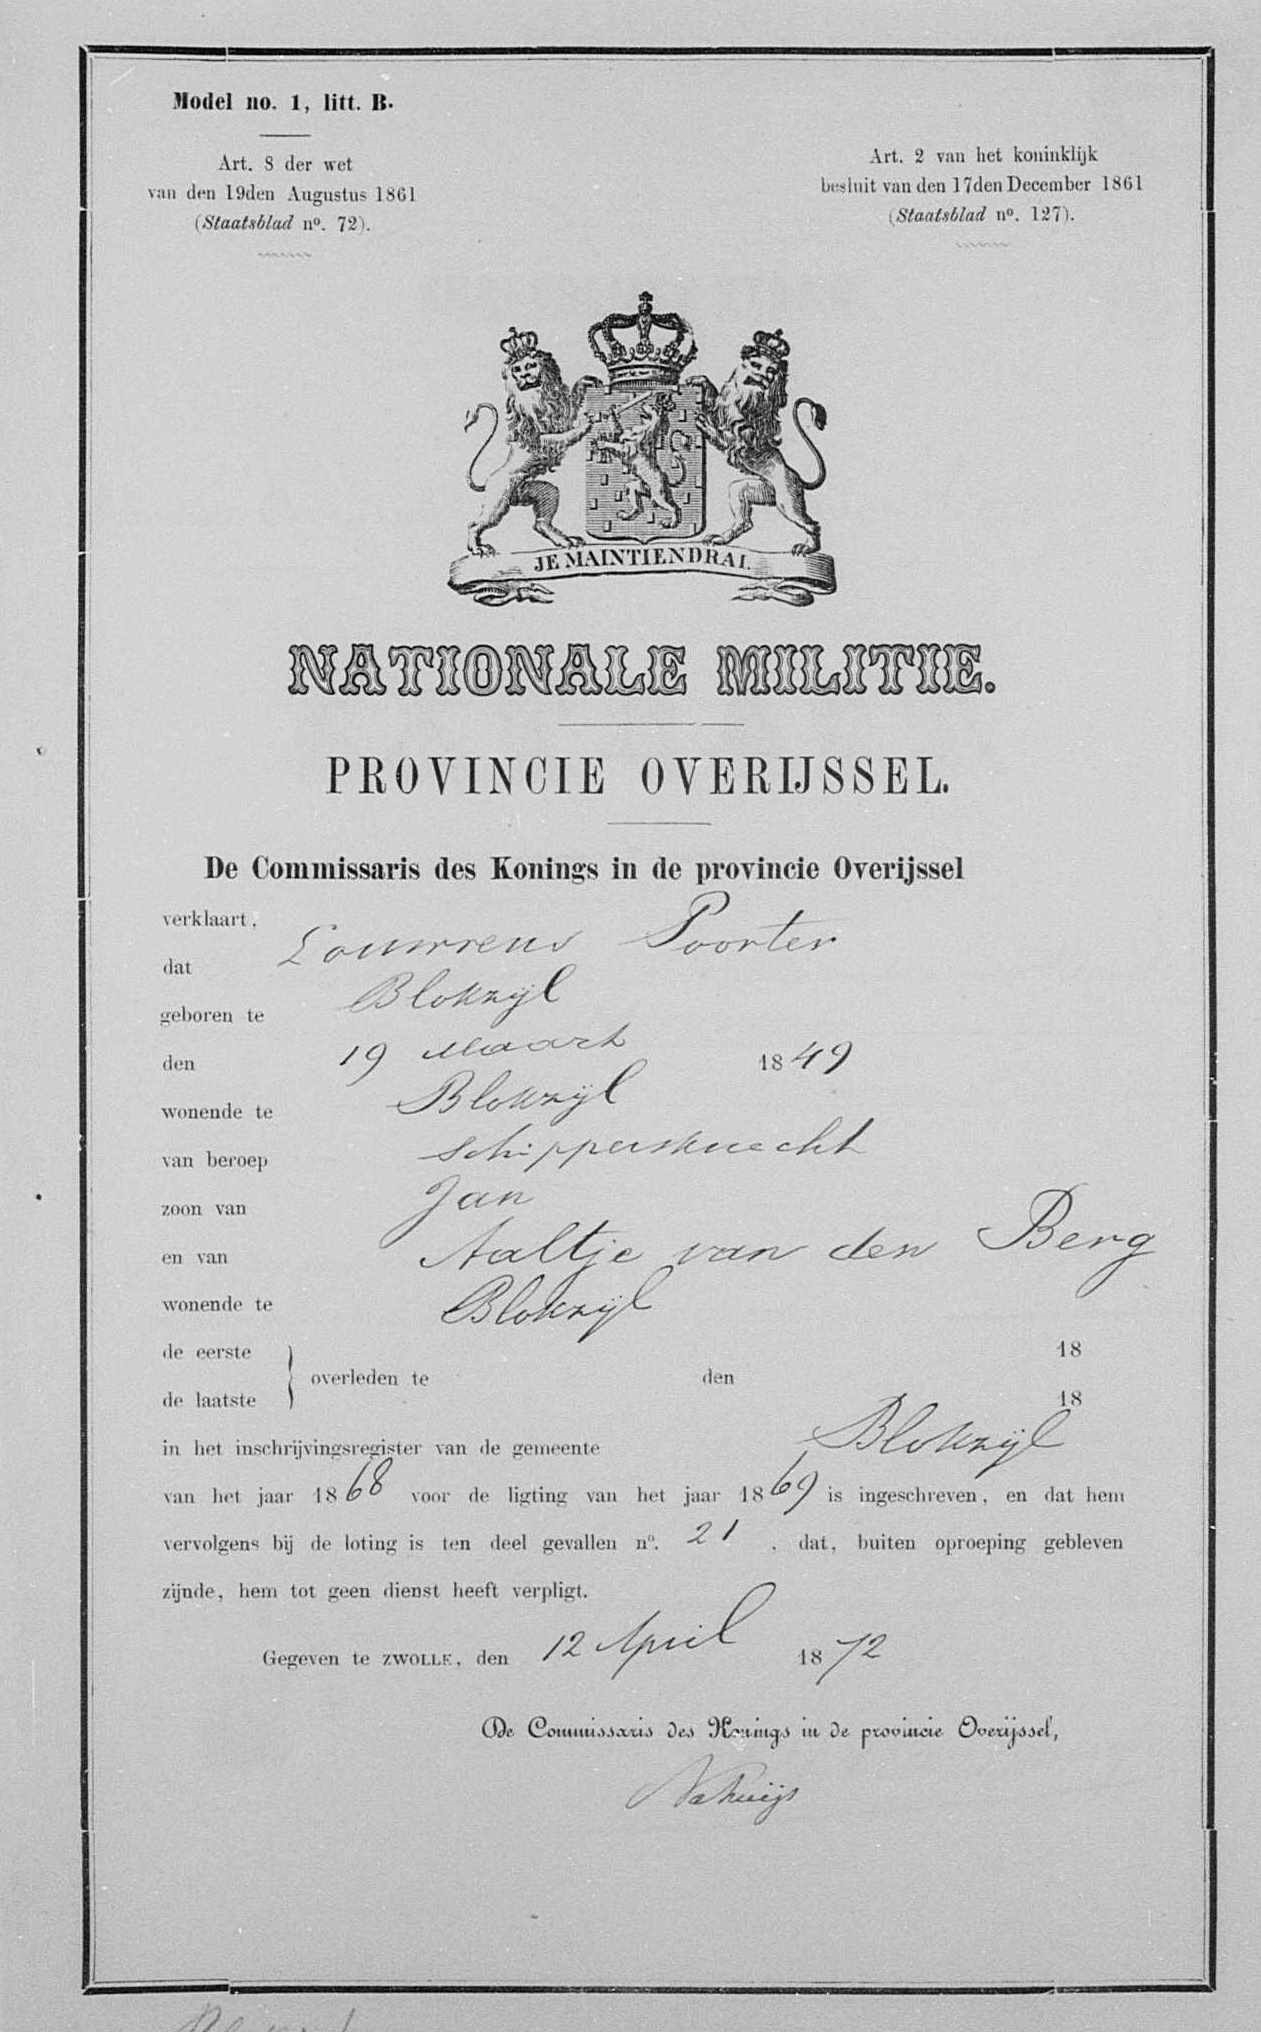 Model no. 1, litt. B.
Art. 8 der wet
van den 19den Augustus 1861
(Staatsblad no. 72).
Art. 2 van het koninklijk
besluit van den 17den December 1861
(Staatsblad no. 127).
JE MAINTIENDRAI.
NATIONALE MILITIE.
PROVINCIE OVERIJSSEL.
De Commissaris des Konings in de provincie Overijssel
verklaart,
dat Lourrens Poorter
geboren te Blokzijl
den 19 Maart 1849
wonende te Blokzijl
van beroep schippersknecht
zoon van Jan
en van Aaltje van den Berg
wonende te Blokzijl
de eerste 18
overleden te den
de laatste 18
in het inschrijvingsregister van de gemeente Blokzijl
van het jaar 1868 voor de ligting van het jaar 1869 is ingeschreven, en dat hem
vervolgens bij de loting is ten deel gevallen no. 21, dat, buiten oproeping gebleven
zijnde, hem tot geen dienst heeft verpligt.
Gegeven te ZWOLLE, den 12 April 1872
De Commissaris des Konings in de provincie Overijssel,
Nahuijs